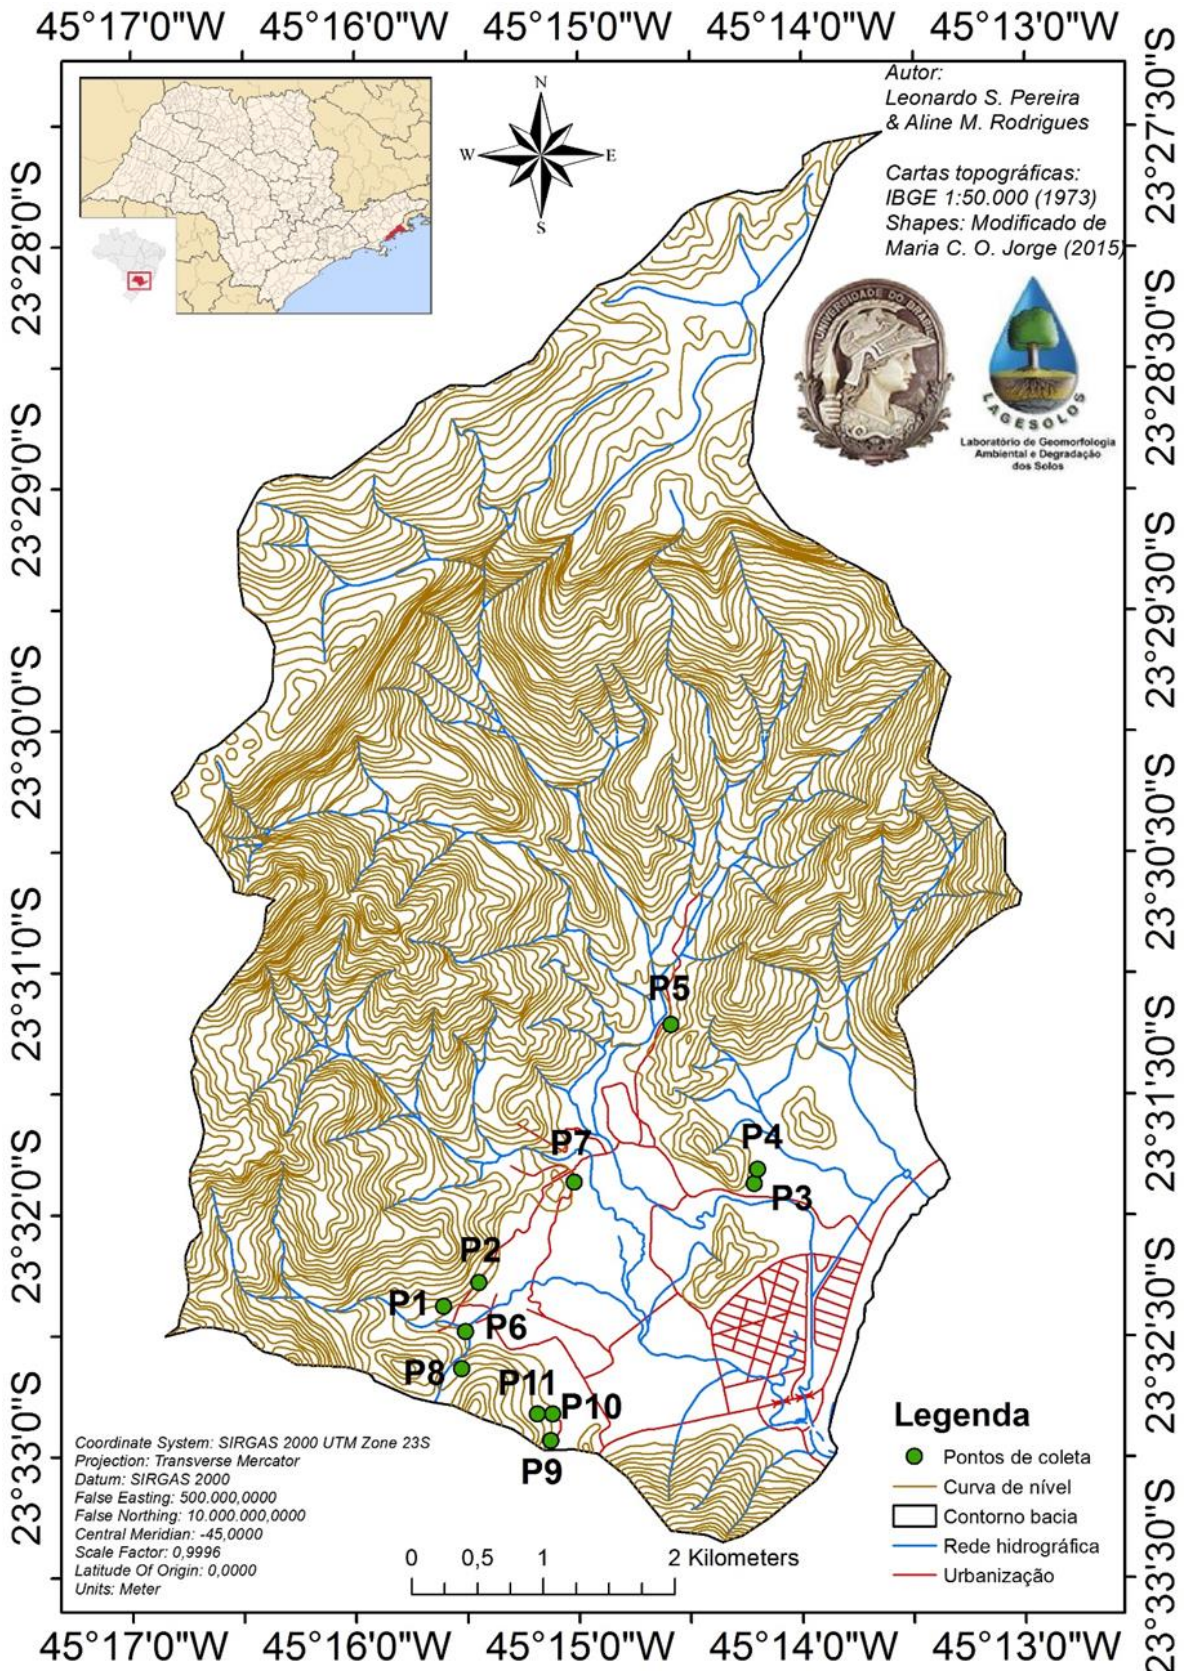 45°17'0"W 45°16'0"W 45°15'0"W 45°14'0"W 45°13'0"W
Autor:
Leonardo S. Pereira
& Aline M. Rodrigues
Cartas topográficas:
IBGE 1:50.000 (1973)
Shapes: Modificado de
Maria C. O. Jorge (2015)
N
W E
S
UNIVERSIDADE DO BRASIL
LAGESOLOS
Laboratório de Geomorfologia
Ambiental e Degradação
dos Solos
23°28'0"S
23°29'0"S
23°30'0"S
23°31'0"S
23°32'0"S
23°33'0"S
23°27'30"S
23°28'30"S
23°29'30"S
23°30'30"S
23°31'30"S
23°32'30"S
23°33'30"S
P5
P4
P7
P3
P2
P1
P6
P8
P11
P10
P9
Legenda
Pontos de coleta
Curva de nível
Contorno bacia
Rede hidrográfica
Urbanização
Coordinate System: SIRGAS 2000 UTM Zone 23S
Projection: Transverse Mercator
Datum: SIRGAS 2000
False Easting: 500.000,0000
False Northing: 10.000.000,0000
Central Meridian: -45,0000
Scale Factor: 0,9996
Latitude Of Origin: 0,0000
Units: Meter
0 0,5 1 2 Kilometers
45°17'0"W 45°16'0"W 45°15'0"W 45°14'0"W 45°13'0"W